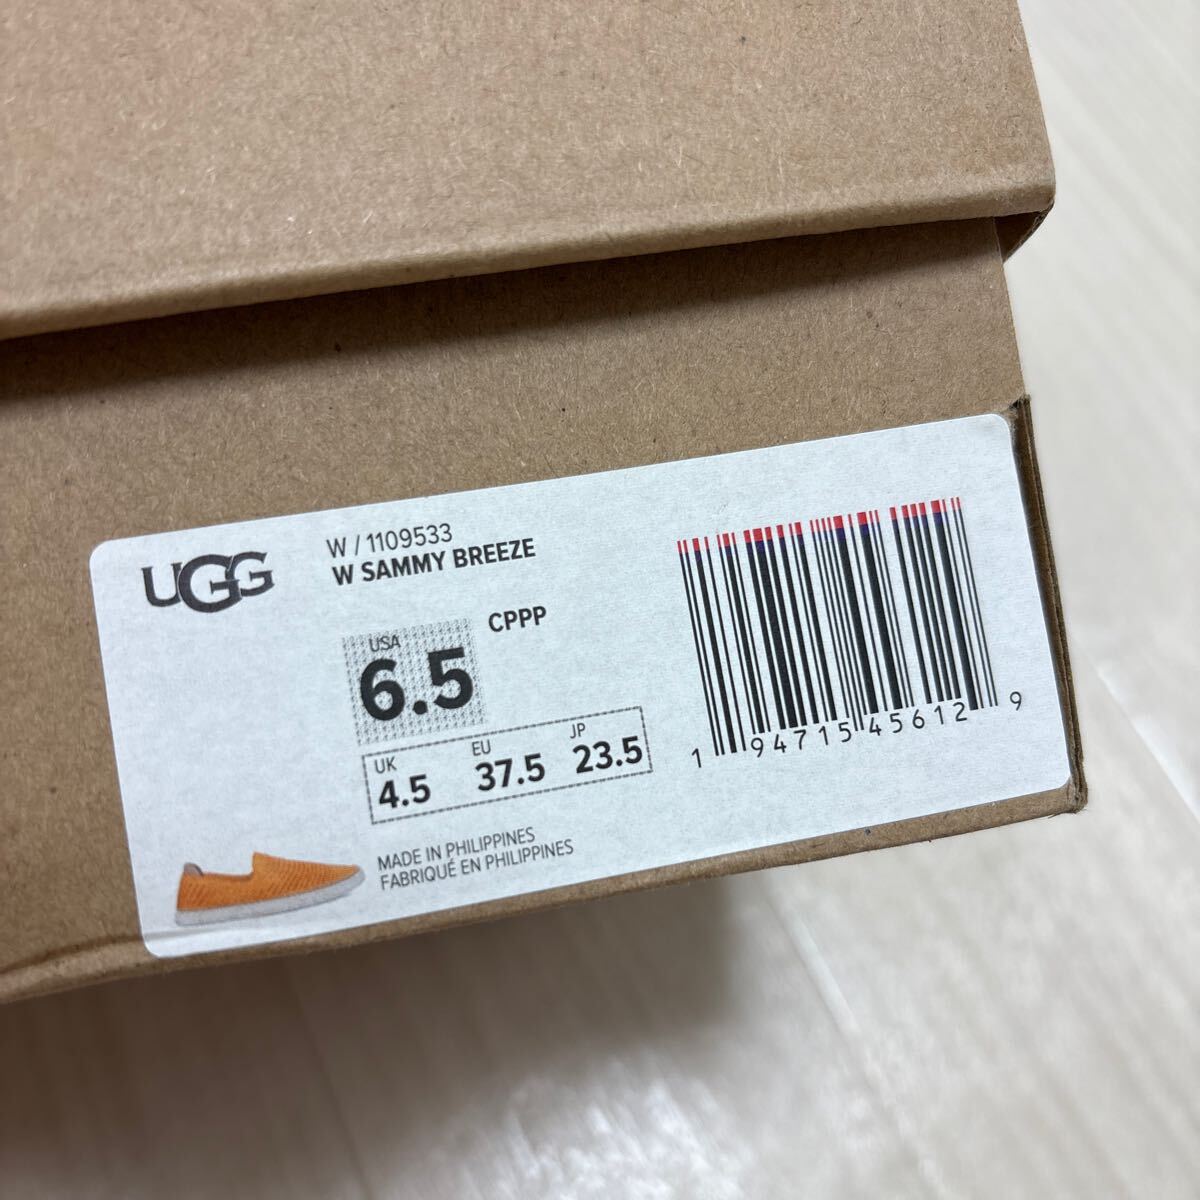 UGG
W / 1109533
W SAMMY BREEZE
CPPP
USA
6.5
UK
4.5
EU
37.5
JP
23.5
MADE IN PHILIPPINES
FABRIQUÉ EN PHILIPPINES
1 94715 45612 9